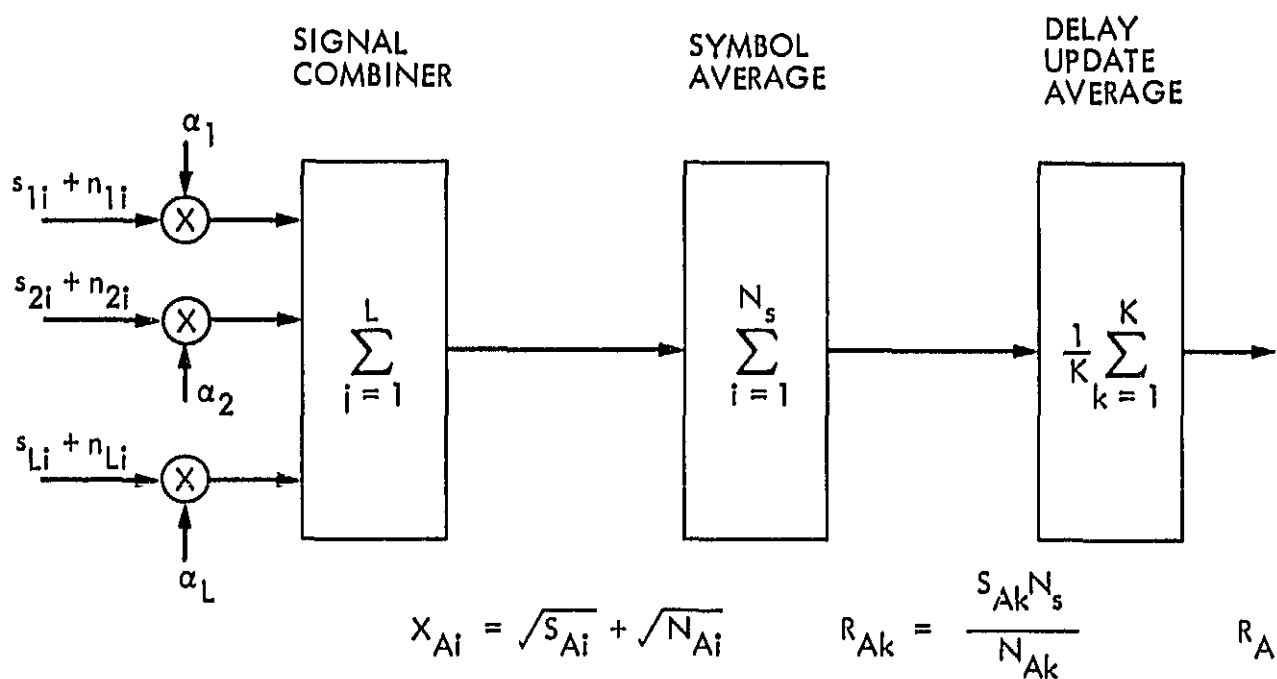 SIGNAL
COMBINER
SYMBOL
AVERAGE
DELAY
UPDATE
AVERAGE
α1
s1i + n1i
X
s2i + n2i
X
α2
sLi + nLi
X
αL
L
∑
j = 1
Ns
∑
i = 1
1/K K
∑
k = 1
XAi = √SAi + √NAi
RAk = SAkNs / NAk
RA